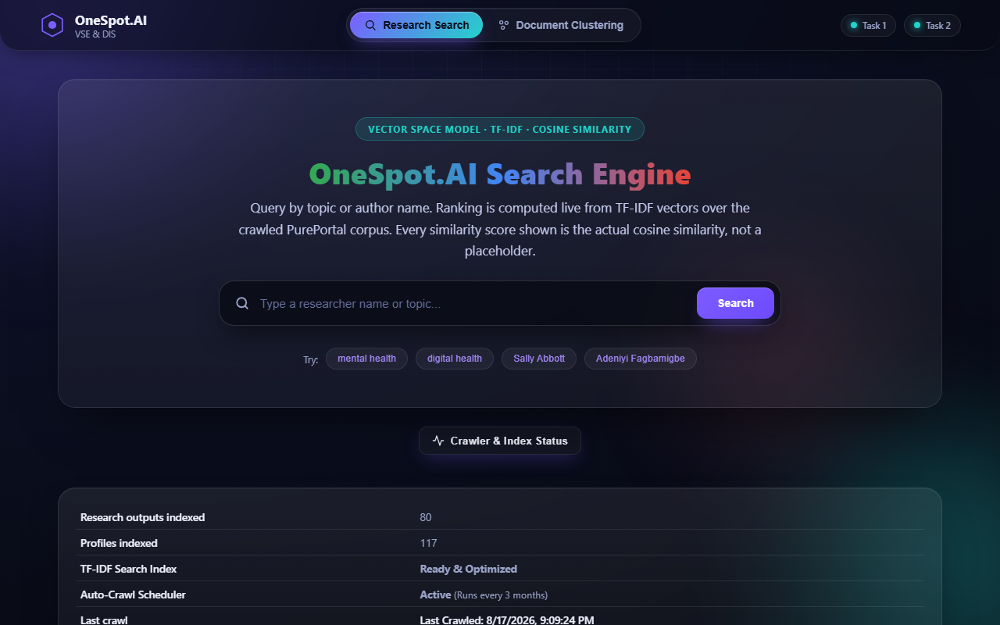 OneSpot.AI
VSE & DIS
Research Search
Document Clustering
Task 1
Task 2
VECTOR SPACE MODEL · TF-IDF · COSINE SIMILARITY
OneSpot.AI Search Engine
Query by topic or author name. Ranking is computed live from TF-IDF vectors over the
crawled PurePortal corpus. Every similarity score shown is the actual cosine similarity, not a
placeholder.
Type a researcher name or topic...
Search
Try:
mental health
digital health
Sally Abbott
Adeniyi Fagbamigbe
Crawler & Index Status
Research outputs indexed 80
Profiles indexed 117
TF-IDF Search Index Ready & Optimized
Auto-Crawl Scheduler Active (Runs every 3 months)
Last crawl Last Crawled: 8/17/2026, 9:09:24 PM